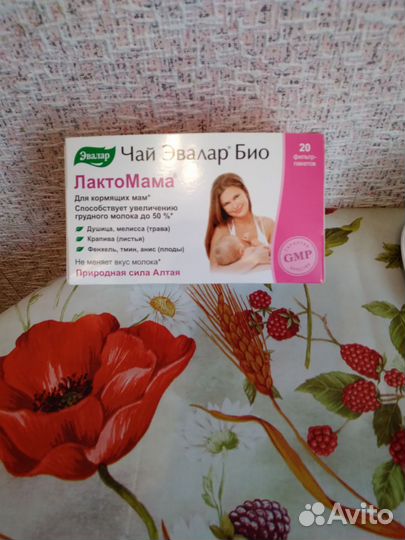 Эвалар
Чай Эвалар® Био
20
фильтр-
пакетов
ЛактоМама®
Для кормящих мам*
Способствует увеличению
грудного молока до 50 %*
Душица, мелисса (трава)
Крапива (листья)
Фенхель, тмин, анис (плоды)
Не меняет вкус молока*
Природная сила Алтая
GMP
Avito